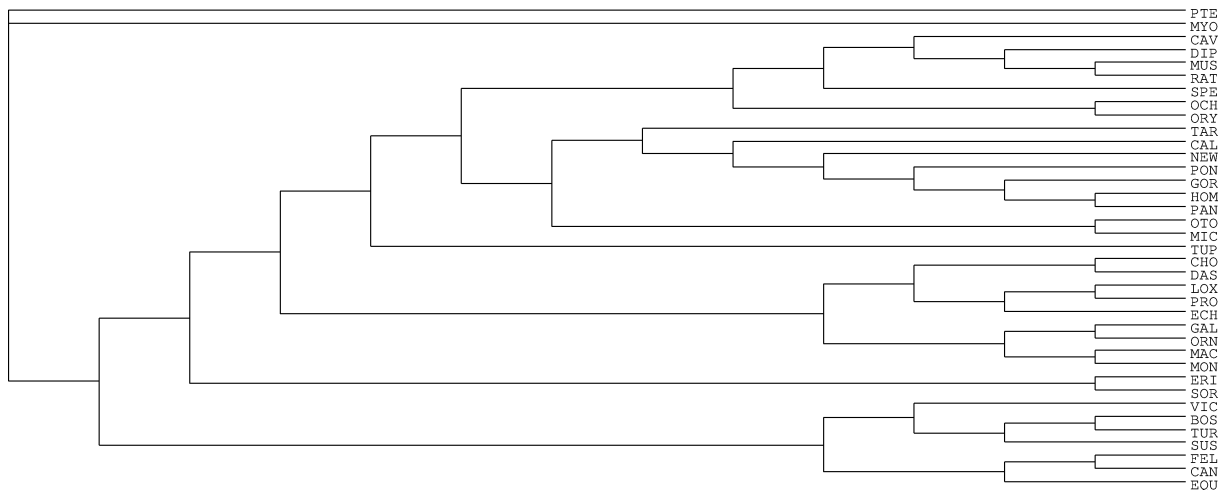 PTE
MYO
CAV
DIP
MUS
RAT
SPE
OCH
ORY
TAR
CAL
NEW
PON
GOR
HOM
PAN
OTO
MIC
TUP
CHO
DAS
LOX
PRO
ECH
GAL
ORN
MAC
MON
ERI
SOR
VIC
BOS
TUR
SUS
FEL
CAN
EQU